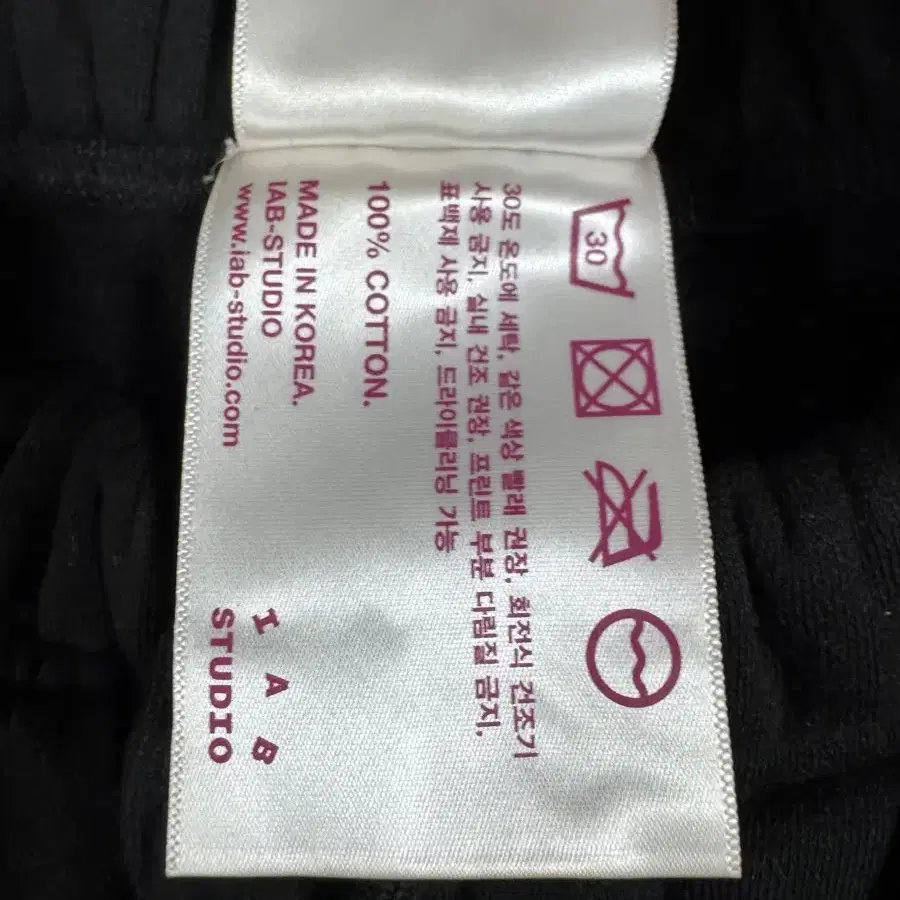 30
30도 온도에 세탁, 같은 색상 빨래 권장, 회전식 건조기
사용 금지, 실내 건조 권장, 프린트 부분 다림질 금지,
표백제 사용 금지, 드라이클리닝 가능
100% COTTON.
MADE IN KOREA.
IAB-STUDIO
www.iab-studio.com
I A B
STUDIO